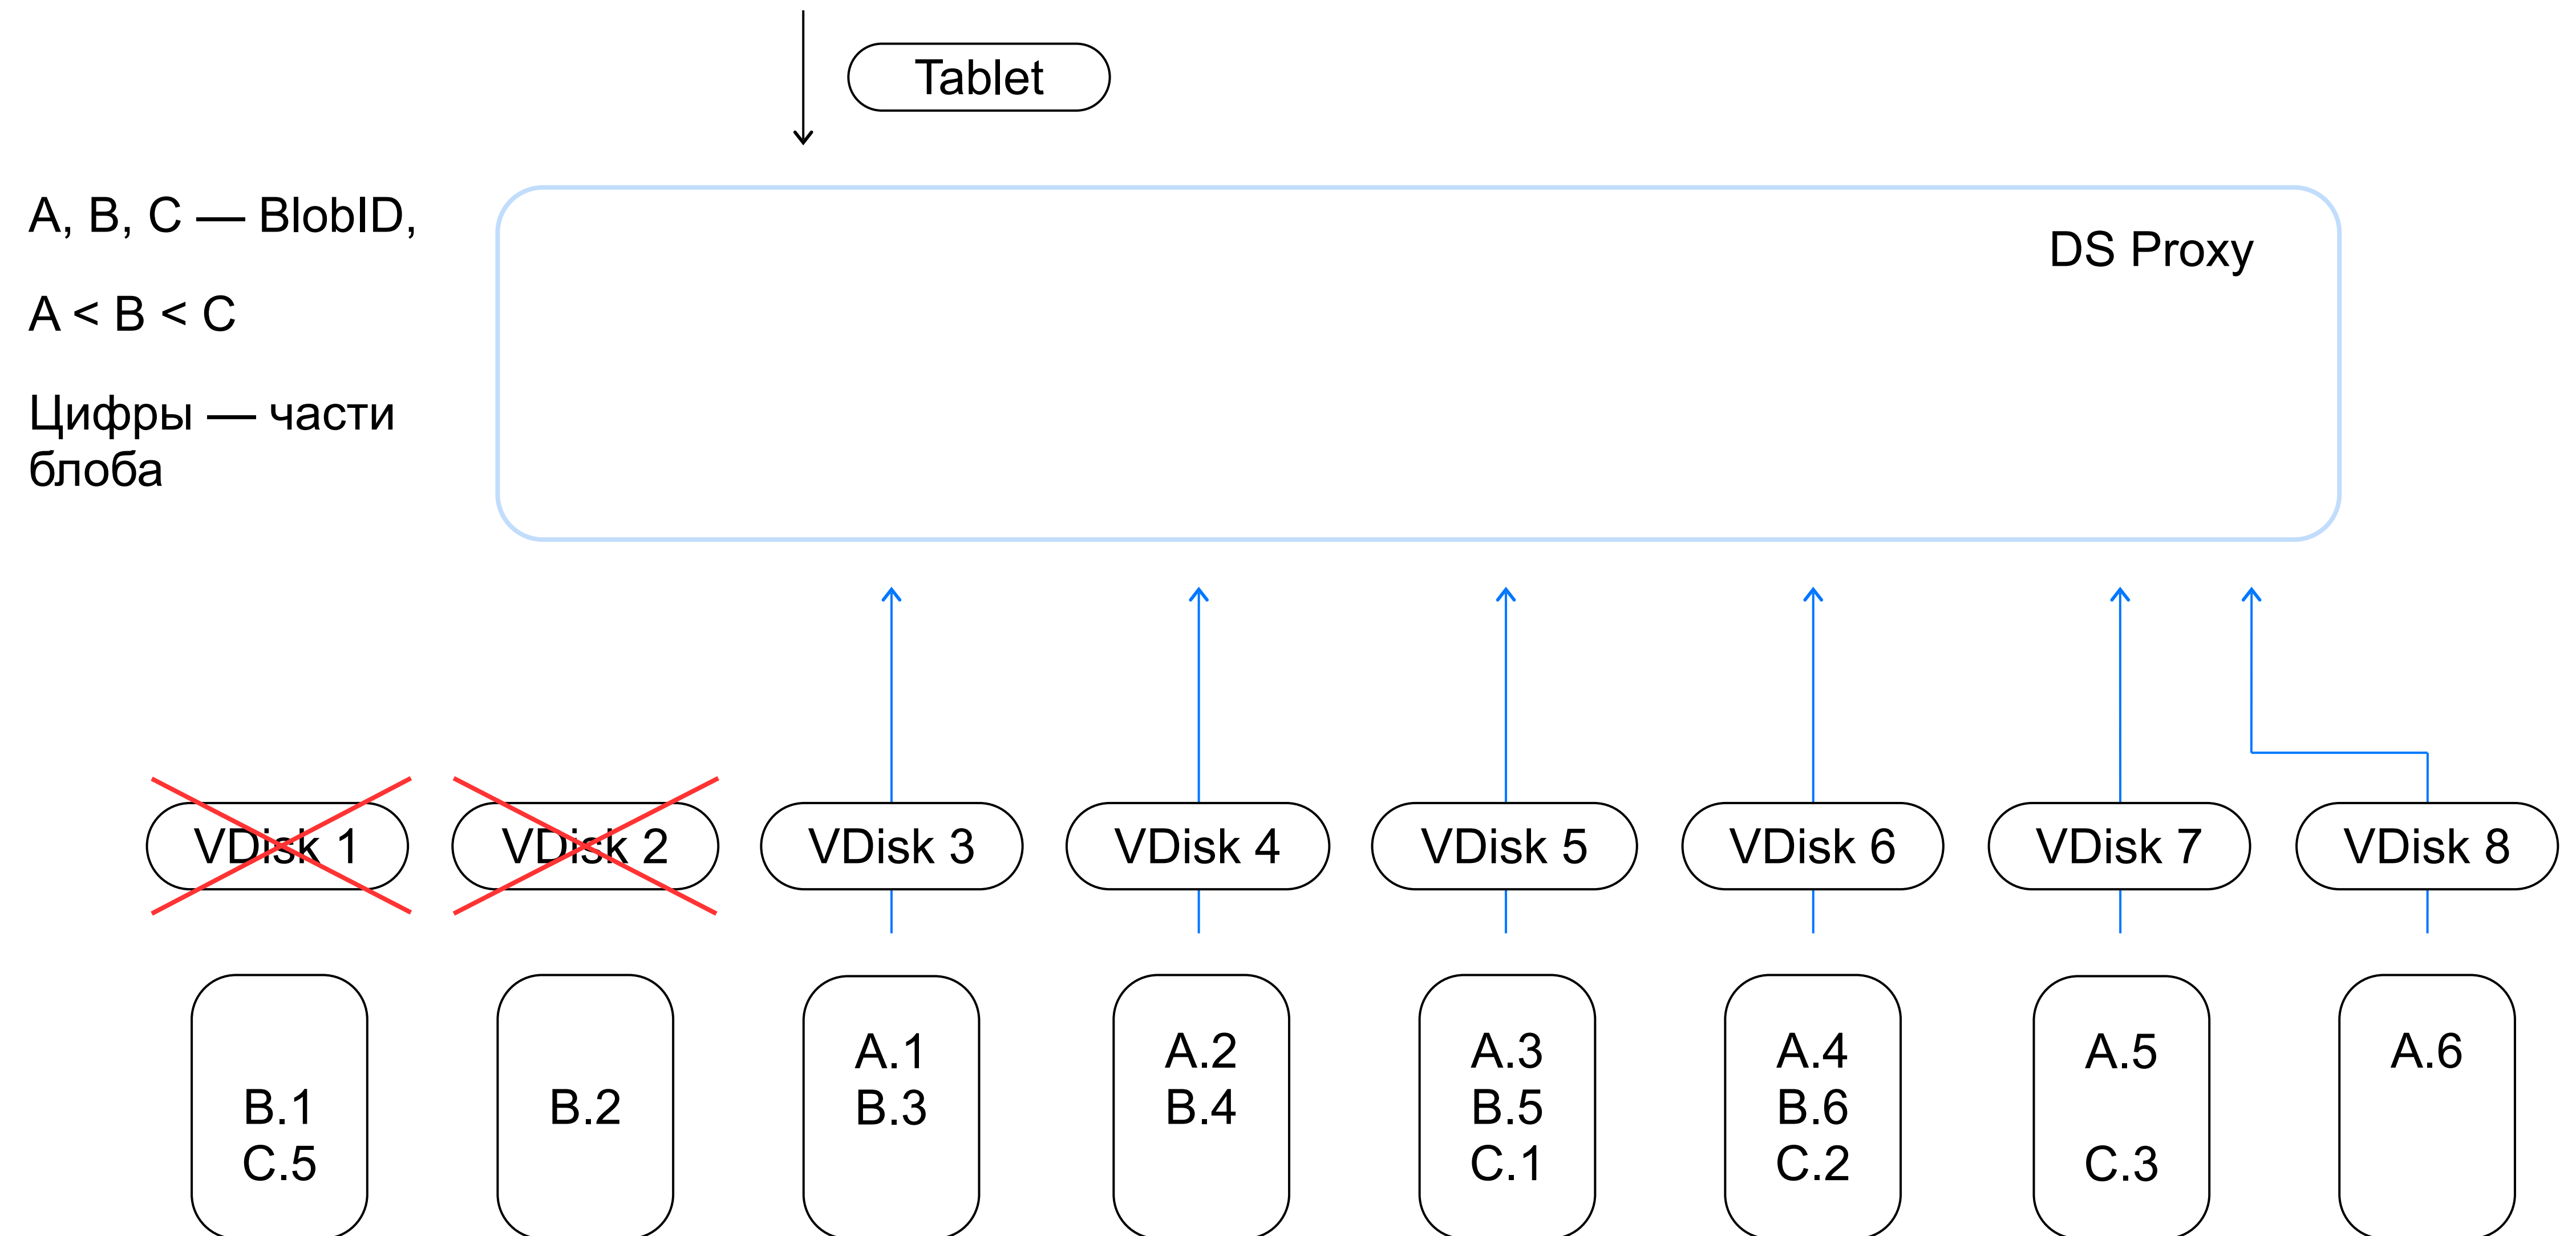 Tablet
A, B, C — BlobID,
A < B < C
Цифры — части
блоба
DS Proxy
VDisk 1
VDisk 2
VDisk 3
VDisk 4
VDisk 5
VDisk 6
VDisk 7
VDisk 8
B.1
C.5
B.2
A.1
B.3
A.2
B.4
A.3
B.5
C.1
A.4
B.6
C.2
A.5
C.3
A.6